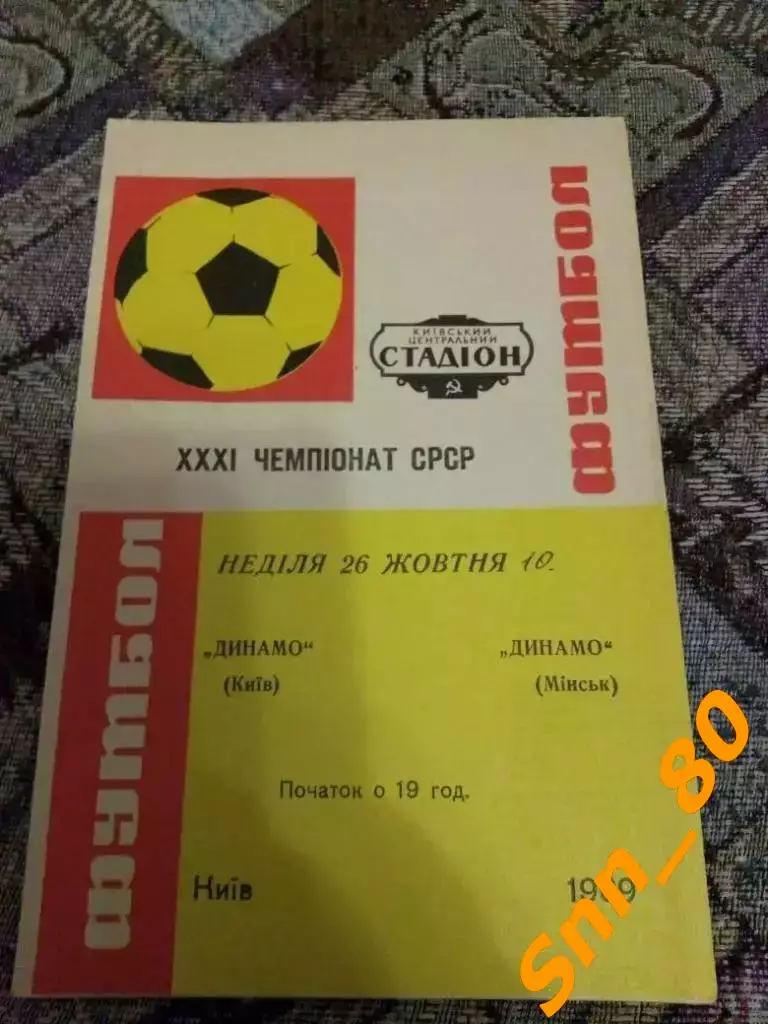 ФУТБОЛ
КИЇВСЬКИЙ
ЦЕНТРАЛЬНИЙ
СТАДІОН
XXXI ЧЕМПІОНАТ СРСР
ФУТБОЛ
НЕДІЛЯ 26 ЖОВТНЯ 10.
„ДИНАМО“ „ДИНАМО“
(Київ) (Мінськ)
Початок о 19 год.
Київ 1969
Snn_80